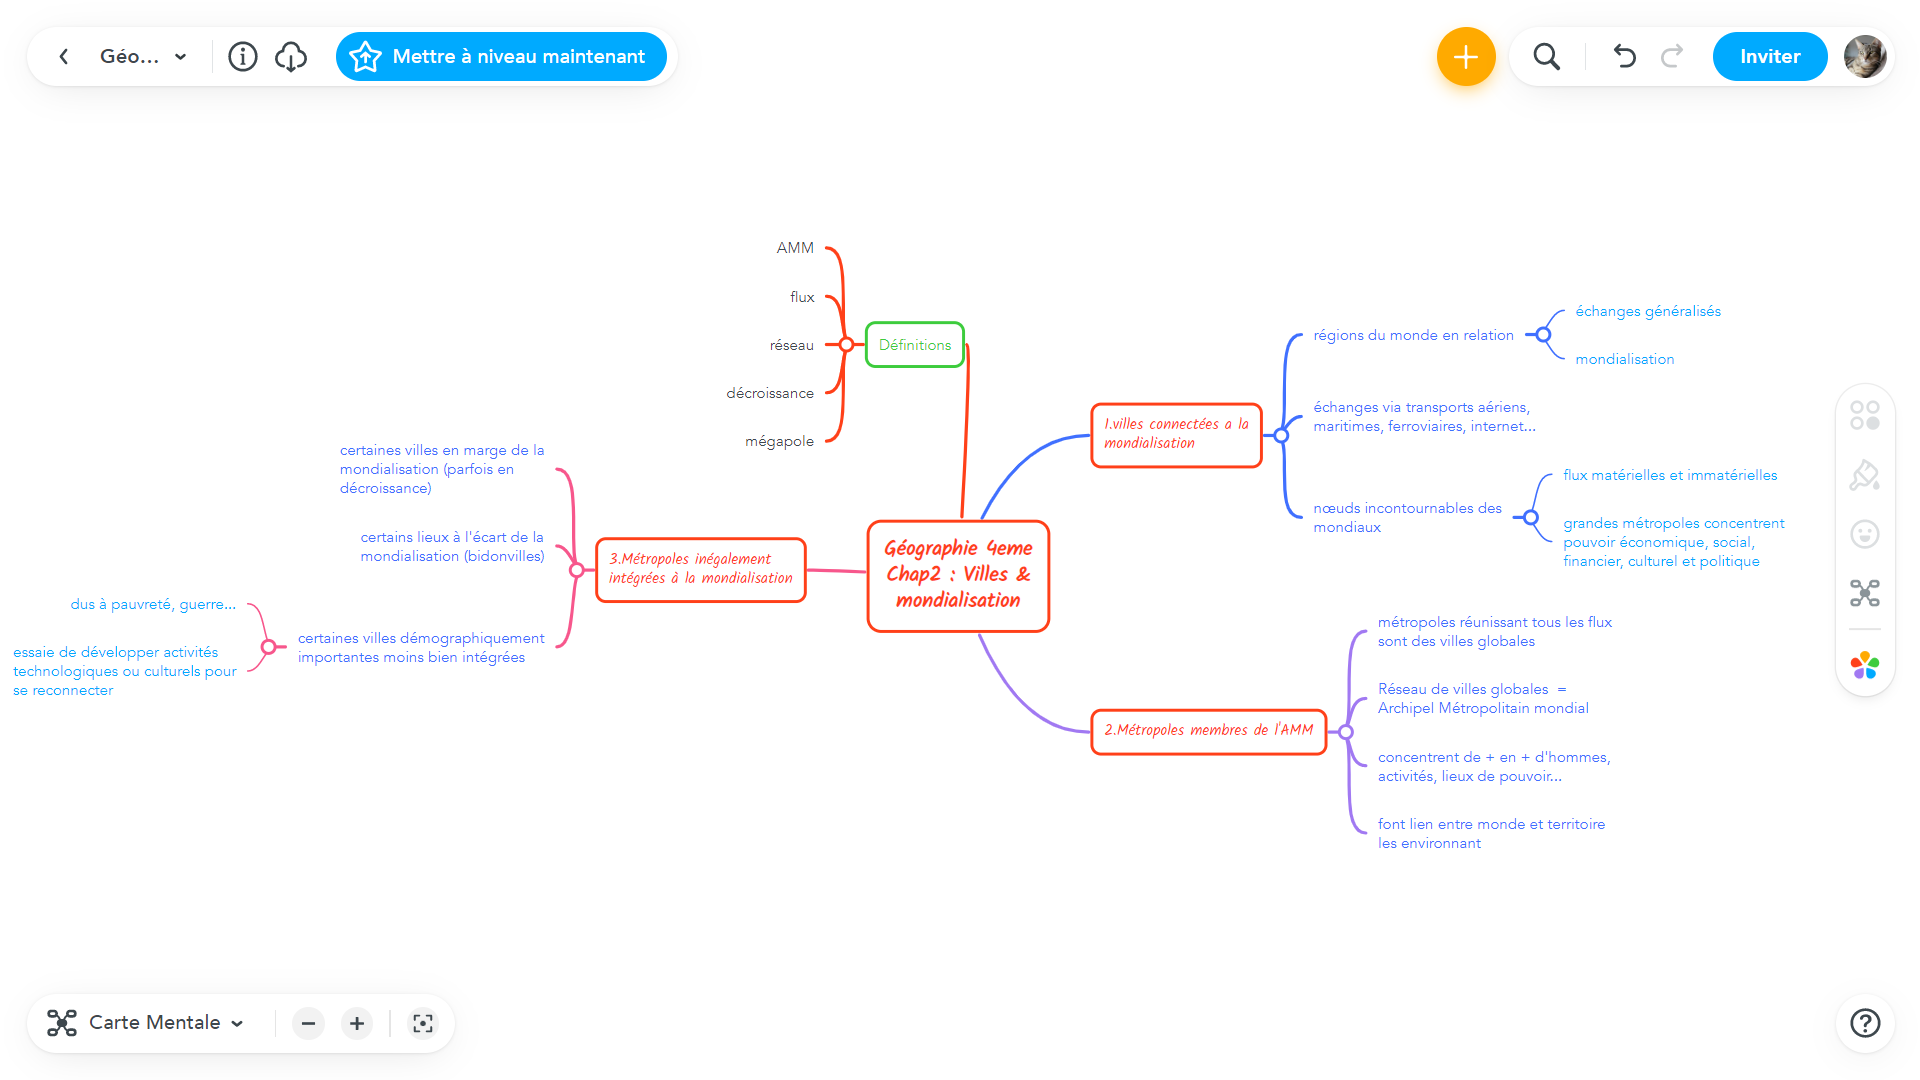 Géo...
Mettre à niveau maintenant
Inviter
AMM
flux
réseau
décroissance
mégapole
Définitions
certaines villes en marge de la
mondialisation (parfois en
décroissance)
certains lieux à l'écart de la
mondialisation (bidonvilles)
dus à pauvreté, guerre...
essaie de développer activités
technologiques ou culturels pour
se reconnecter
certaines villes démographiquement
importantes moins bien intégrées
3.Métropoles inégalement
intégrées à la mondialisation
Géographie 4eme
Chap2 : Villes &
mondialisation
1.villes connectées a la
mondialisation
régions du monde en relation
échanges généralisés
mondialisation
échanges via transports aériens,
maritimes, ferroviaires, internet...
nœuds incontournables des
mondiaux
flux matérielles et immatérielles
grandes métropoles concentrent
pouvoir économique, social,
financier, culturel et politique
2.Métropoles membres de l'AMM
métropoles réunissant tous les flux
sont des villes globales
Réseau de villes globales =
Archipel Métropolitain mondial
concentrent de + en + d'hommes,
activités, lieux de pouvoir...
font lien entre monde et territoire
les environnant
Carte Mentale